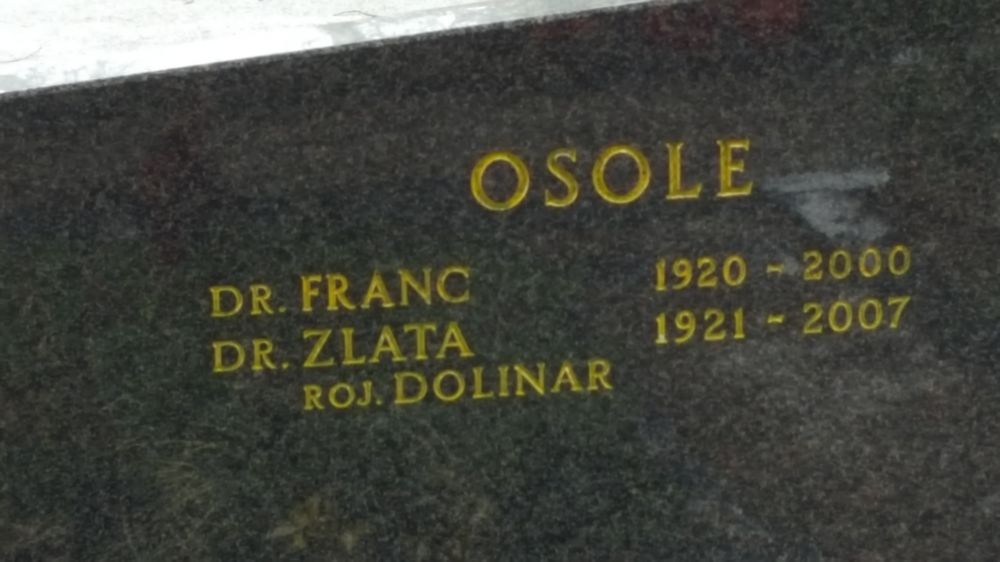 OSOLE
DR. FRANC 1920 - 2000
DR. ZLATA 1921 - 2007
ROJ. DOLINAR